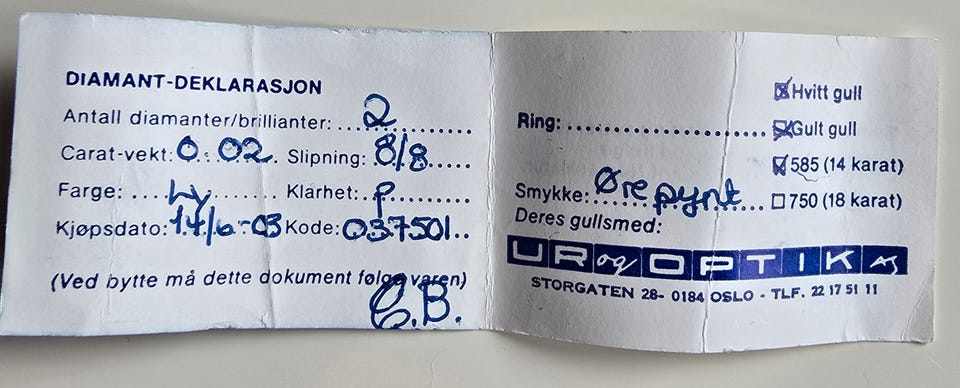 DIAMANT-DEKLARASJON
Antall diamanter/brillianter: 2
Carat-vekt: 0.02. Slipning: 8/8
Farge: Hy Klarhet: P
Kjøpsdato: 14/6-03 Kode: 037501
(Ved bytte må dette dokument følge varen)
C.B.
Hvitt gull
Ring: Gult gull
585 (14 karat)
Smykke: Ørepynt 750 (18 karat)
Deres gullsmed:
UR og OPTIK AS
STORGATEN 28- 0184 OSLO - TLF. 22 17 51 11